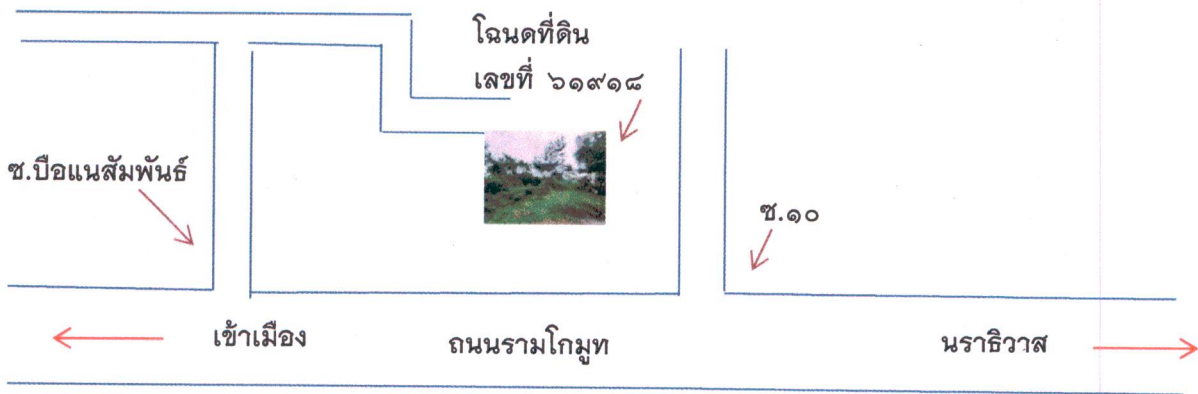 โฉนดที่ดิน
เลขที่ ๖๑๙๑๘
ซ.บือแนสัมพันธ์
ซ.๑๐
เข้าเมือง
ถนนรามโกมุท
นราธิวาส